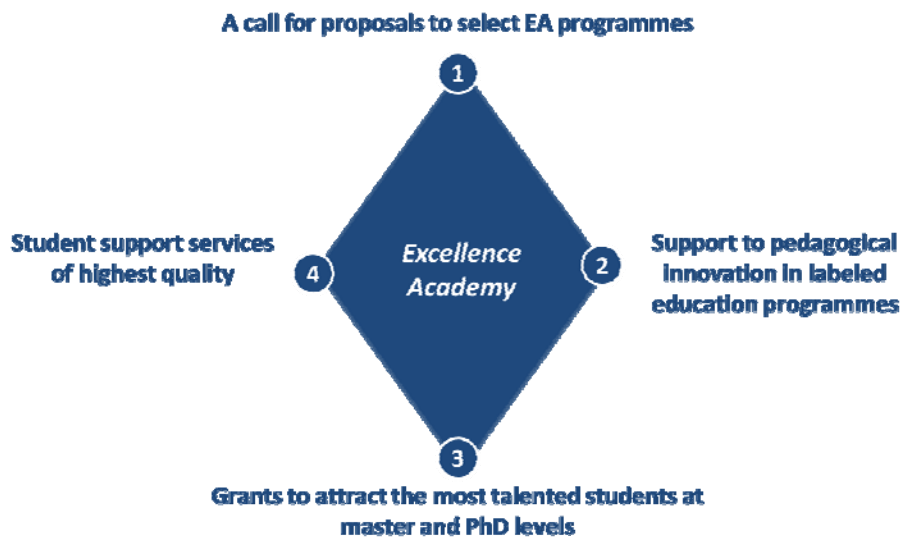 A call for proposals to select EA programmes
1
Student support services
of highest quality
4
Excellence
Academy
2
Support to pedagogical
innovation in labeled
education programmes
3
Grants to attract the most talented students at
master and PhD levels